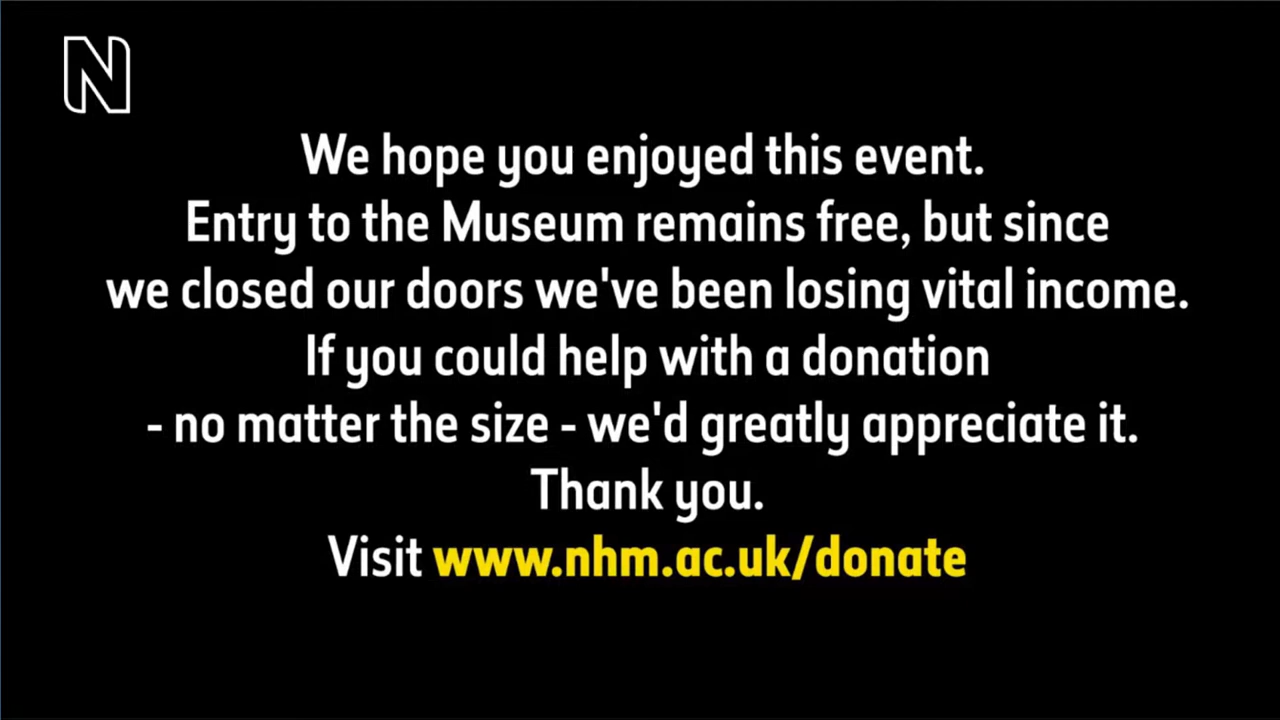 N
We hope you enjoyed this event.
Entry to the Museum remains free, but since
we closed our doors we've been losing vital income.
If you could help with a donation
- no matter the size - we'd greatly appreciate it.
Thank you.
Visit www.nhm.ac.uk/donate